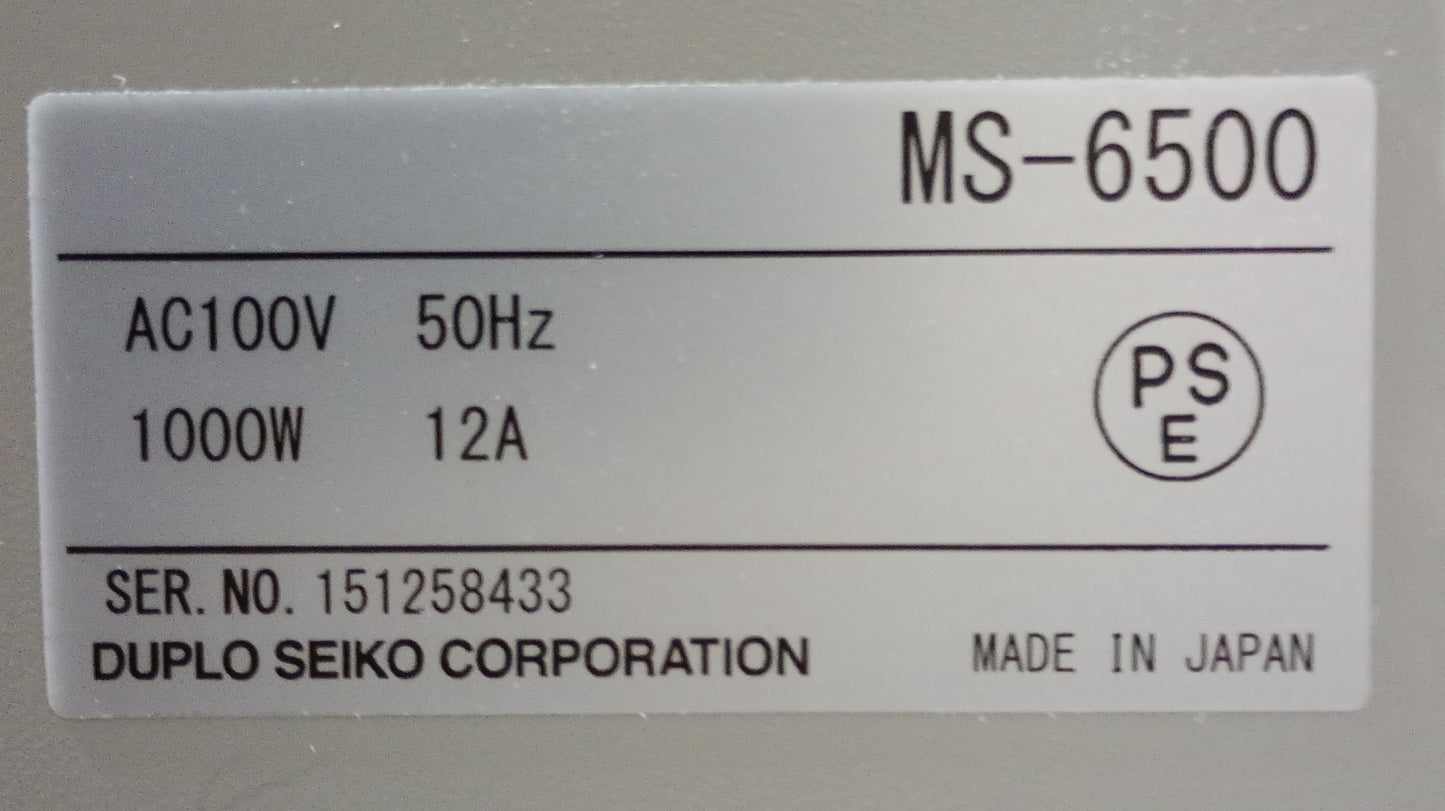 MS-6500
AC100V 50Hz
1000W 12A
PS
E
SER. NO. 151258433
DUPLO SEIKO CORPORATION
MADE IN JAPAN